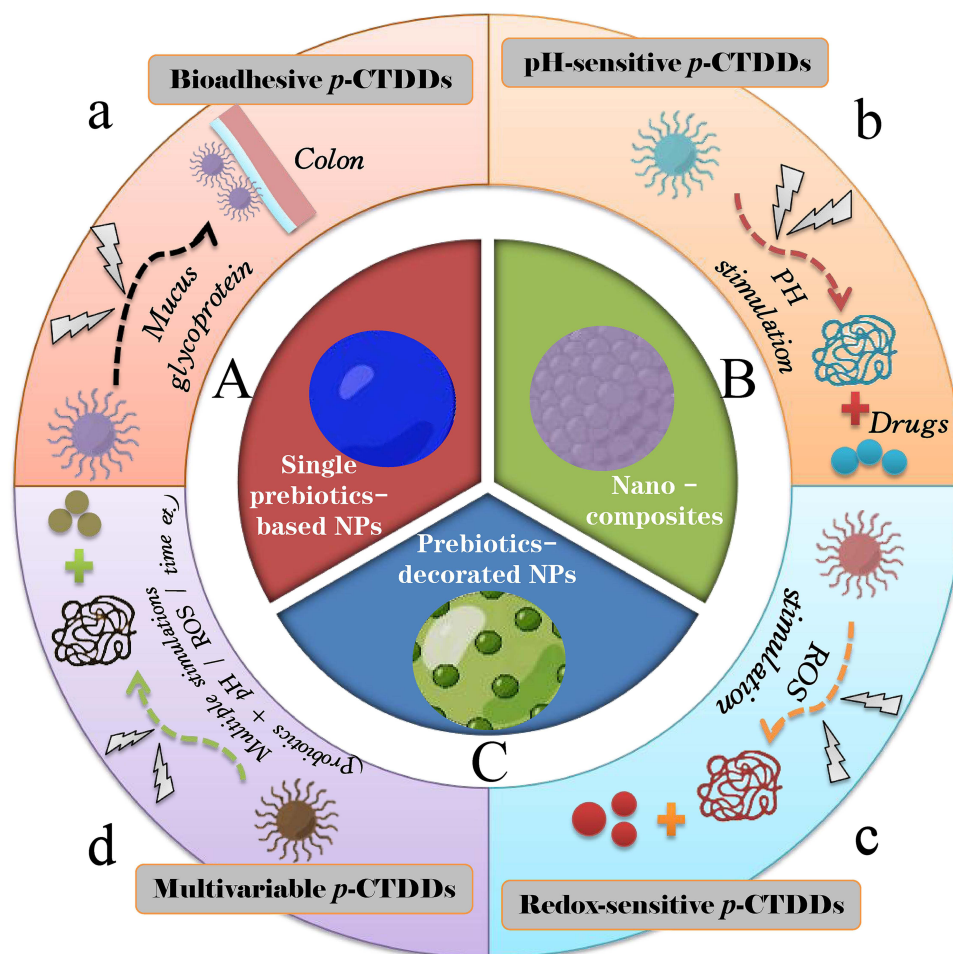 Bioadhesive p-CTDDs
pH-sensitive p-CTDDs
a
b
Colon
Mucus
glycoprotein
PH
stimulation
Drugs
A
B
Single
prebiotics-
based NPs
Nano-
composites
Prebiotics-
decorated NPs
C
Multiple stimulations
(Probiotics + pH / ROS / time ex)
ROS
stimulation
d
c
Multivariable p-CTDDs
Redox-sensitive p-CTDDs